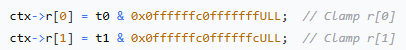 ctx->r[0] = t0 & 0x0ffffffc0fffffffULL;  // Clamp r[0]
ctx->r[1] = t1 & 0x0ffffffc0ffffffcULL;  // Clamp r[1]